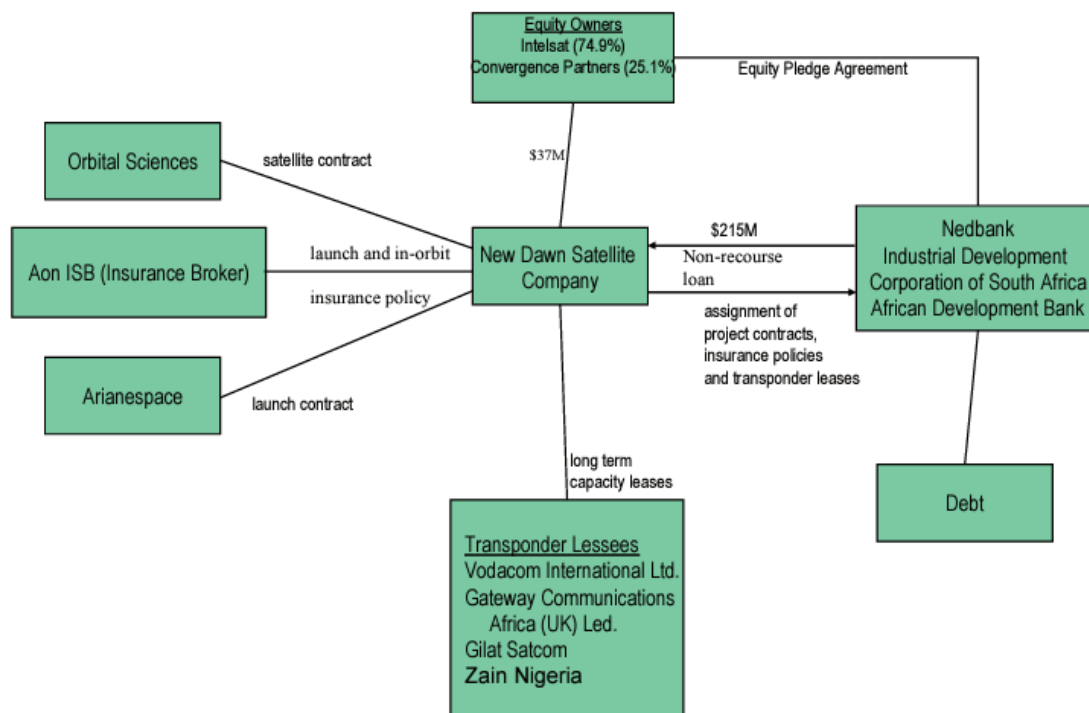 Equity Owners
Intelsat (74.9%)
Convergence Partners (25.1%)
Equity Pledge Agreement
Orbital Sciences
satellite contract
$37M
Aon ISB (Insurance Broker)
launch and in-orbit
insurance policy
New Dawn Satellite
Company
$215M
Non-recourse
loan
assignment of
project contracts,
insurance policies
and transponder leases
Nedbank
Industrial Development
Corporation of South Africa
African Development Bank
Arianespace
launch contract
long term
capacity leases
Debt
Transponder Lessees
Vodacom International Ltd.
Gateway Communications
Africa (UK) Led.
Gilat Satcom
Zain Nigeria